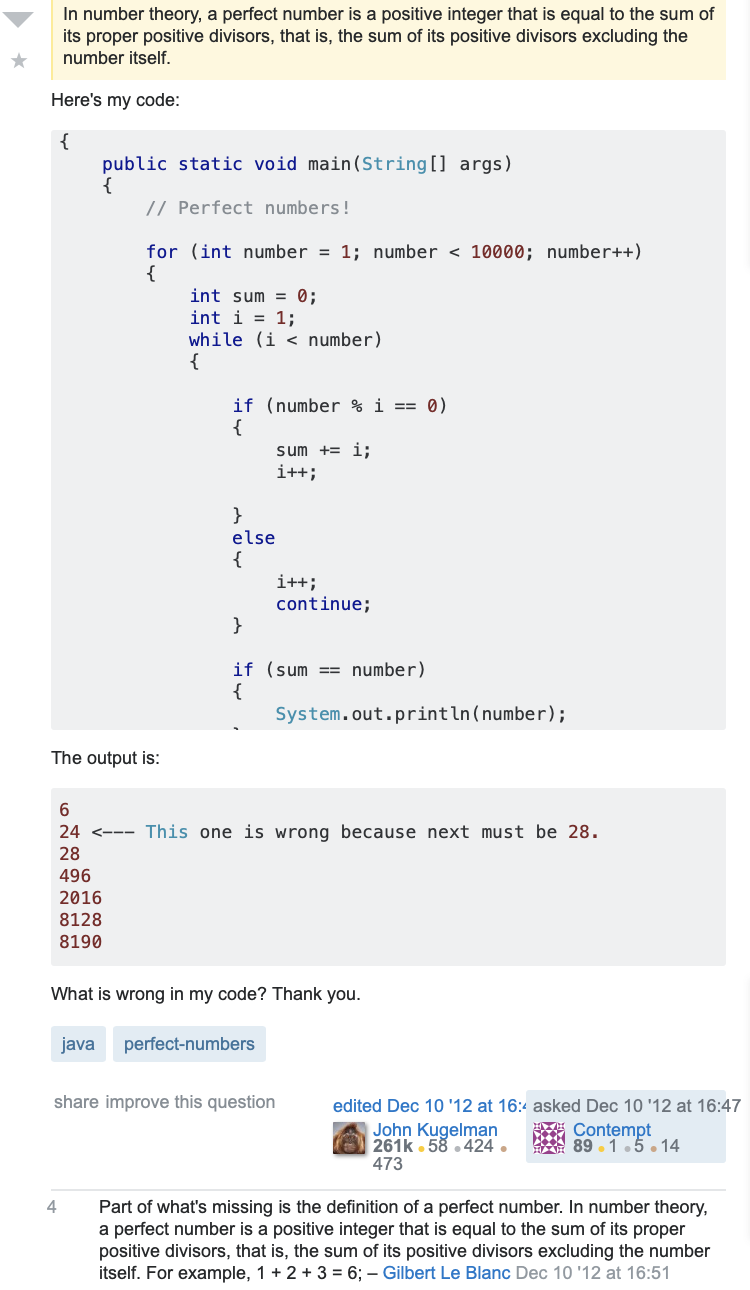 In number theory, a perfect number is a positive integer that is equal to the sum of
its proper positive divisors, that is, the sum of its positive divisors excluding the
number itself.
Here's my code:
{
    public static void main(String[] args)
    {
        // Perfect numbers!
        for (int number = 1; number < 10000; number++)
        {
            int sum = 0;
            int i = 1;
            while (i < number)
            {
                if (number % i == 0)
                {
                    sum += i;
                    i++;
                }
                else
                {
                    i++;
                    continue;
                }
                if (sum == number)
                {
                    System.out.println(number);
The output is:
6
24 <--- This one is wrong because next must be 28.
28
496
2016
8128
8190
What is wrong in my code? Thank you.
java perfect-numbers
share improve this question
edited Dec 10 '12 at 16:4
John Kugelman
261k 58 424
473
asked Dec 10 '12 at 16:47
Contempt
89 1 5 14
4 Part of what's missing is the definition of a perfect number. In number theory,
a perfect number is a positive integer that is equal to the sum of its proper
positive divisors, that is, the sum of its positive divisors excluding the number
itself. For example, 1 + 2 + 3 = 6; – Gilbert Le Blanc Dec 10 '12 at 16:51